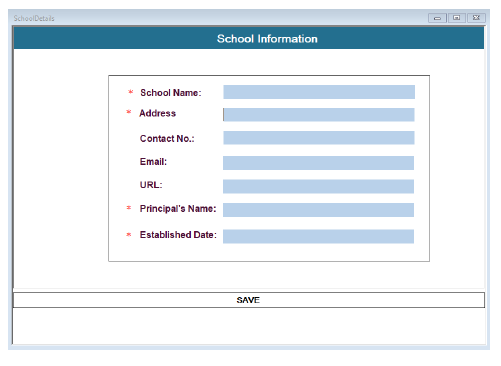 SchoolDetails
School Information
* School Name:
* Address
Contact No.:
Email:
URL:
* Principal's Name:
* Established Date:
SAVE